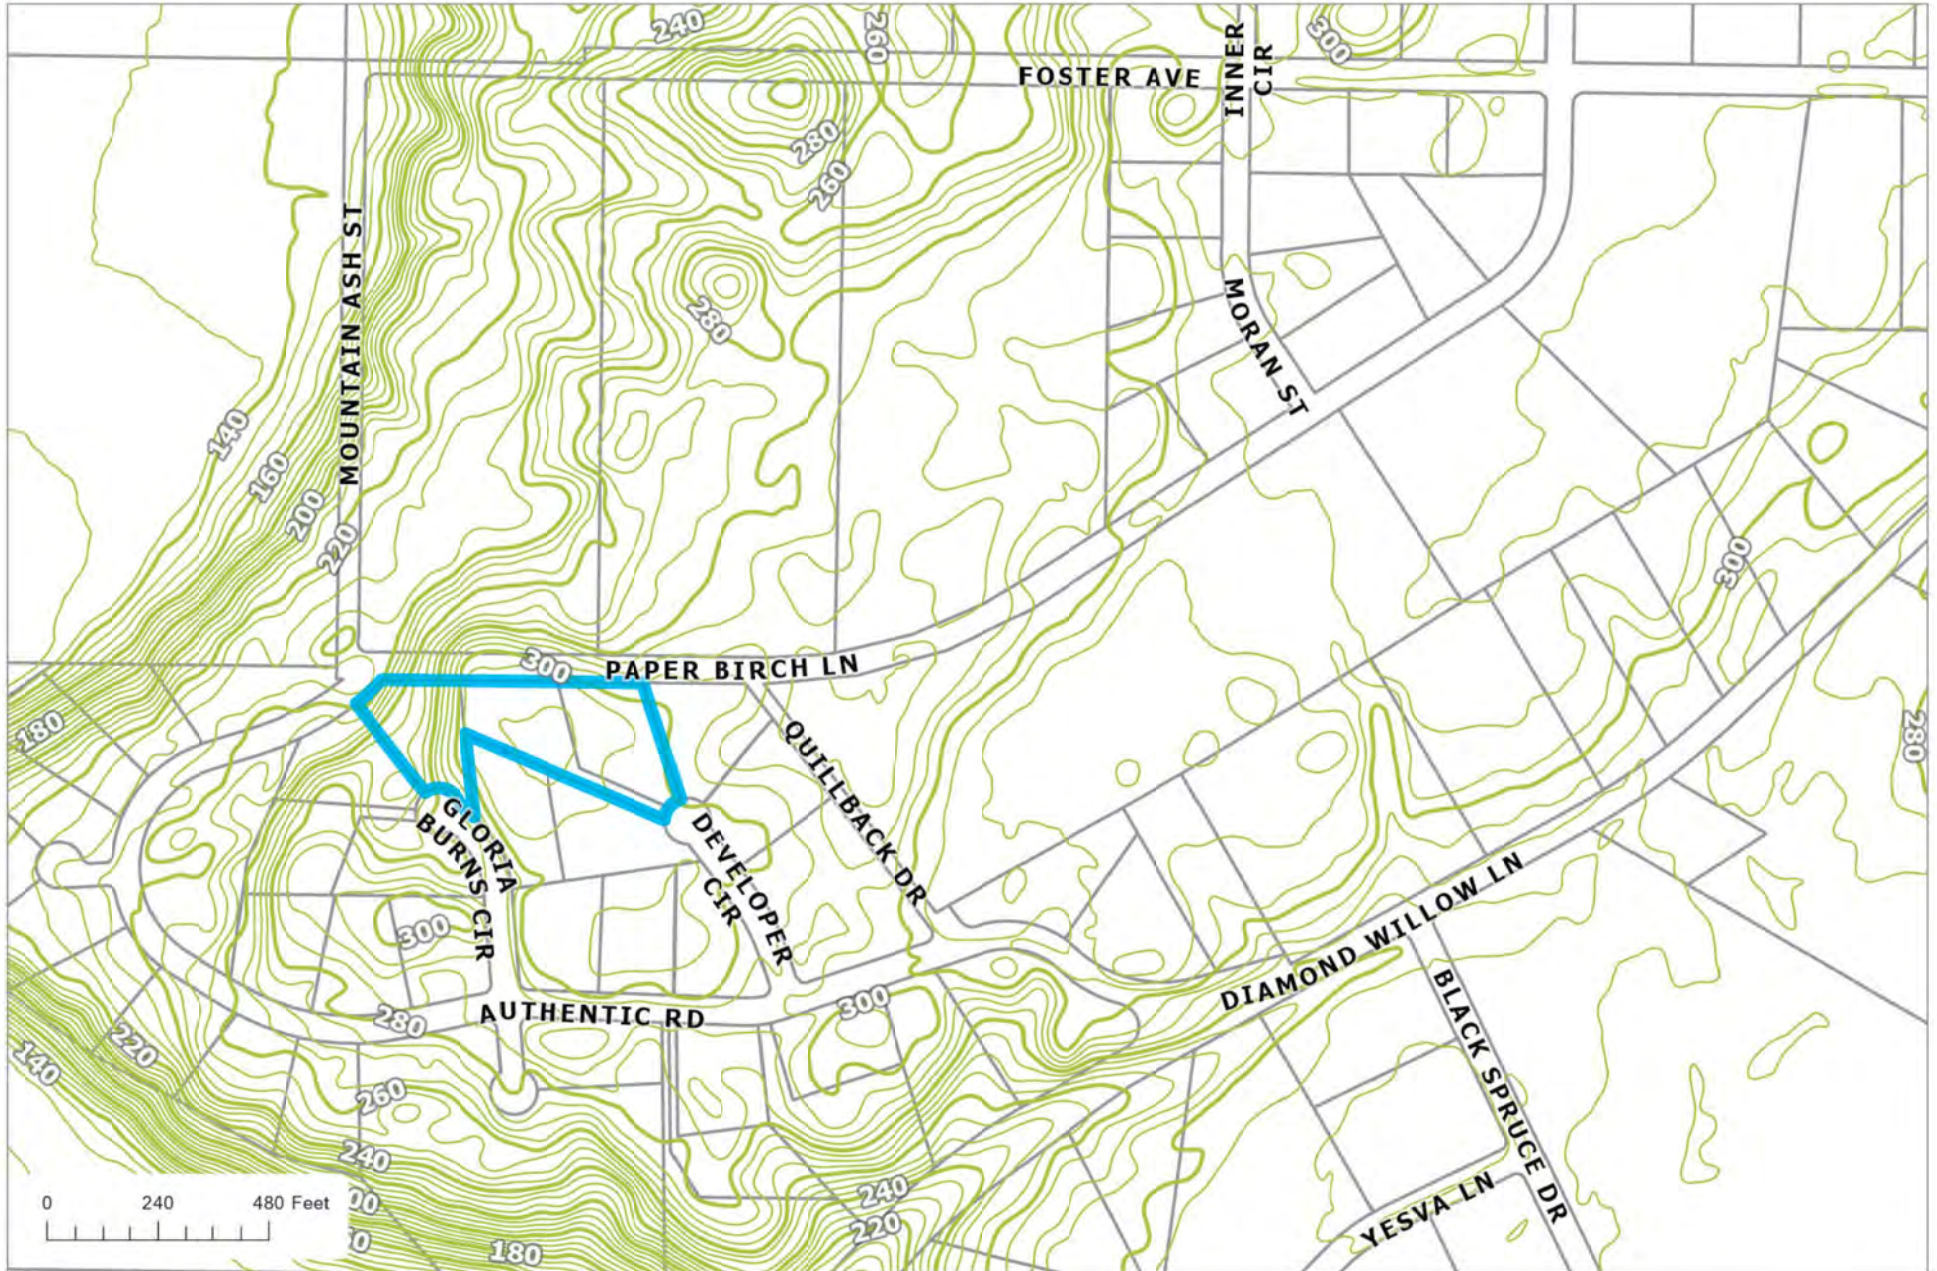 240
260
INNER
CIR
300
FOSTER AVE
280
260
MOUNTAIN ASH ST
280
MORAN ST
140
160
200
220
300
300
PAPER BIRCH LN
180
QUILLBACK DR
280
GLORIA
BURNS CIR
DEVELOPER
CIR
300
DIAMOND WILLOW LN
BLACK SPRUCE DR
280
AUTHENTIC RD
300
220
140
260
240
240
220
YESVA LN
180
0 240 480 Feet